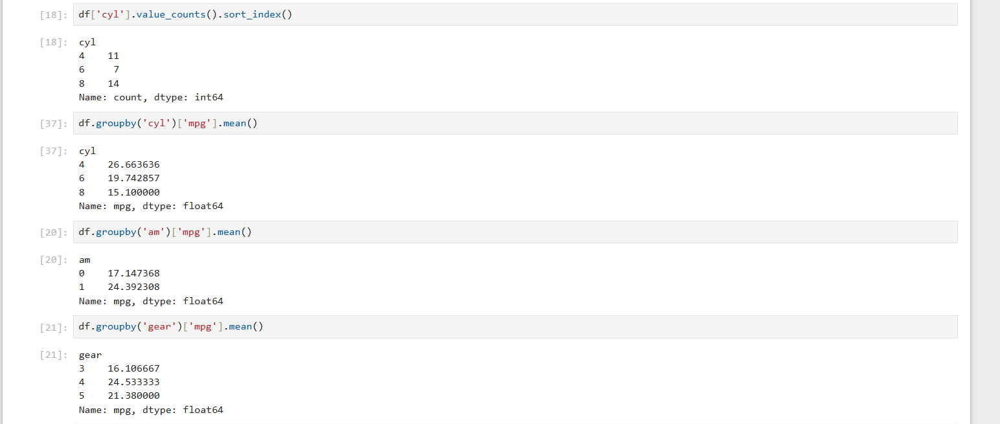 [18]: df['cyl'].value_counts().sort_index()
[18]: cyl
4    11
6     7
8    14
Name: count, dtype: int64
[37]: df.groupby('cyl')['mpg'].mean()
[37]: cyl
4    26.663636
6    19.742857
8    15.100000
Name: mpg, dtype: float64
[20]: df.groupby('am')['mpg'].mean()
[20]: am
0    17.147368
1    24.392308
Name: mpg, dtype: float64
[21]: df.groupby('gear')['mpg'].mean()
[21]: gear
3    16.106667
4    24.533333
5    21.380000
Name: mpg, dtype: float64